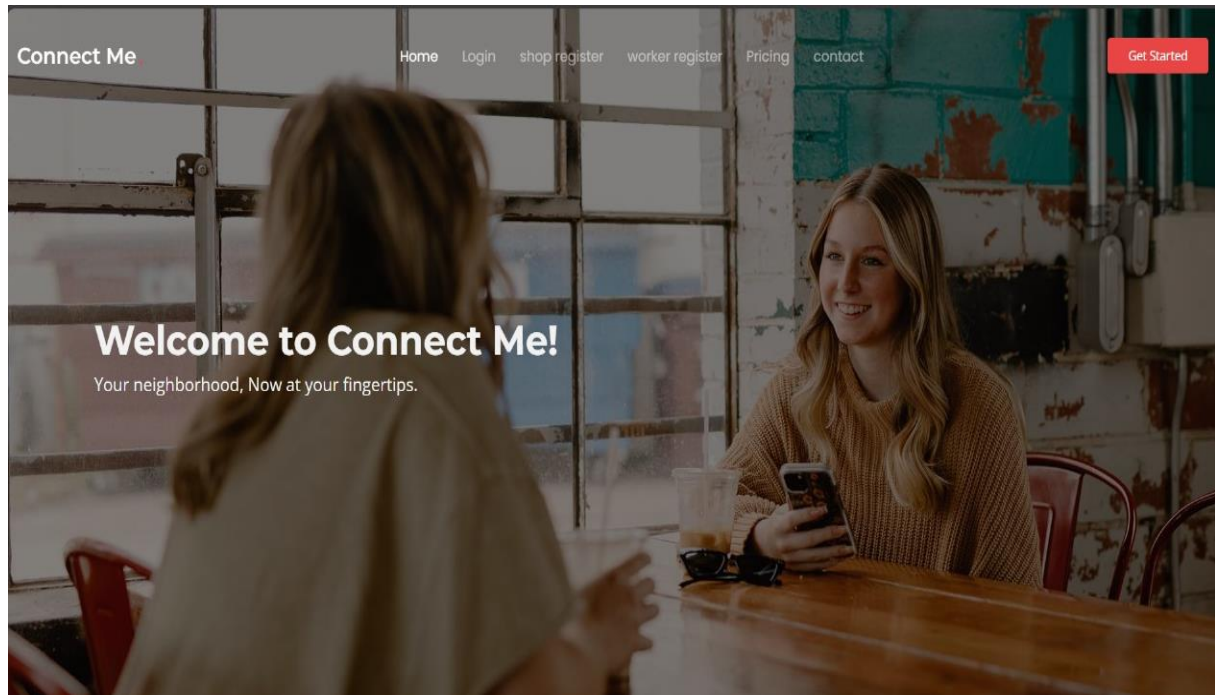 Connect Me.
Home Login shop register worker register Pricing contact
Get Started
Welcome to Connect Me!
Your neighborhood, Now at your fingertips.